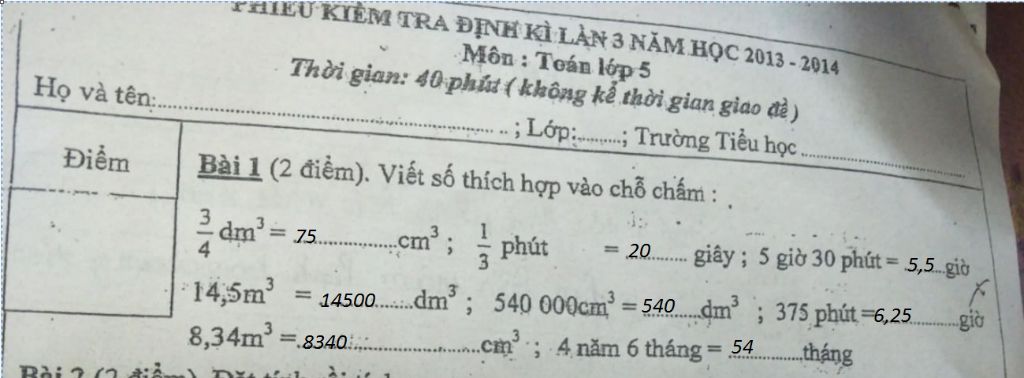 PHIẾU KIỂM TRA ĐỊNH KÌ LẦN 3 NĂM HỌC 2013 - 2014
Môn : Toán lớp 5
Thời gian: 40 phút ( không kể thời gian giao đề )
Họ và tên:.......................................................... ; Lớp:.........; Trường Tiểu học ..........................
Điểm
Bài 1 (2 điểm). Viết số thích hợp vào chỗ chấm :
3/4 dm³ = 75................cm³ ; 1/3 phút = 20......... giây ; 5 giờ 30 phút = 5,5...giờ
14,5m³ = 14500.......dm³ ; 540 000cm³ = 540.....dm³ ; 375 phút = 6,25..........giờ
8,34m³ = 8340.......................cm³ ; 4 năm 6 tháng = 54..........tháng